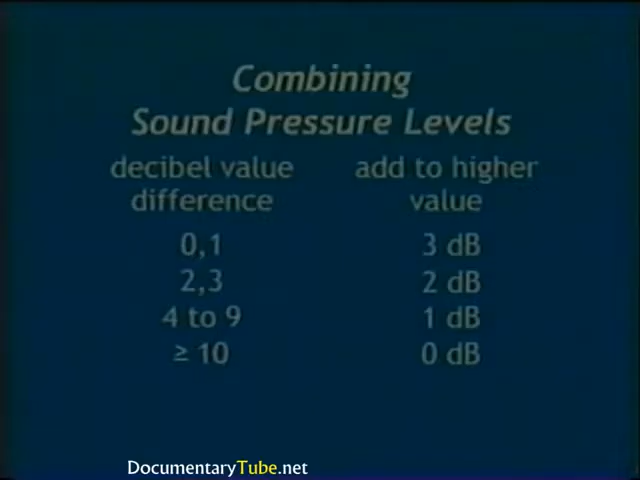 Combining
Sound Pressure Levels
decibel value add to higher
difference value
0,1 3 dB
2,3 2 dB
4 to 9 1 dB
≥ 10 0 dB
DocumentaryTube.net